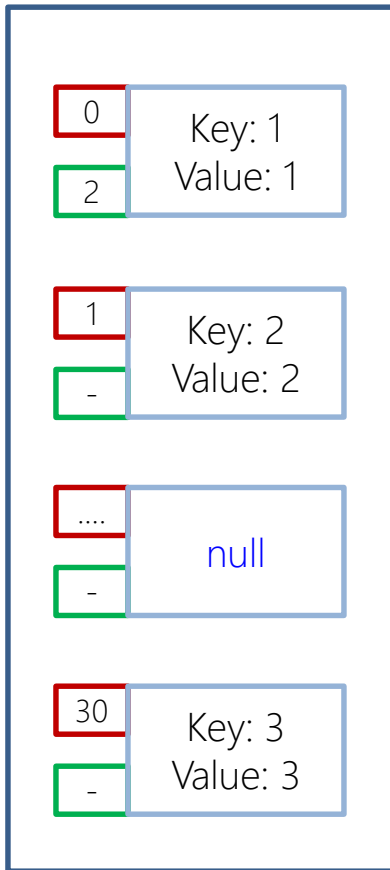 0
Key: 1
Value: 1
2
1
Key: 2
Value: 2
-
....
null
-
30
Key: 3
Value: 3
-